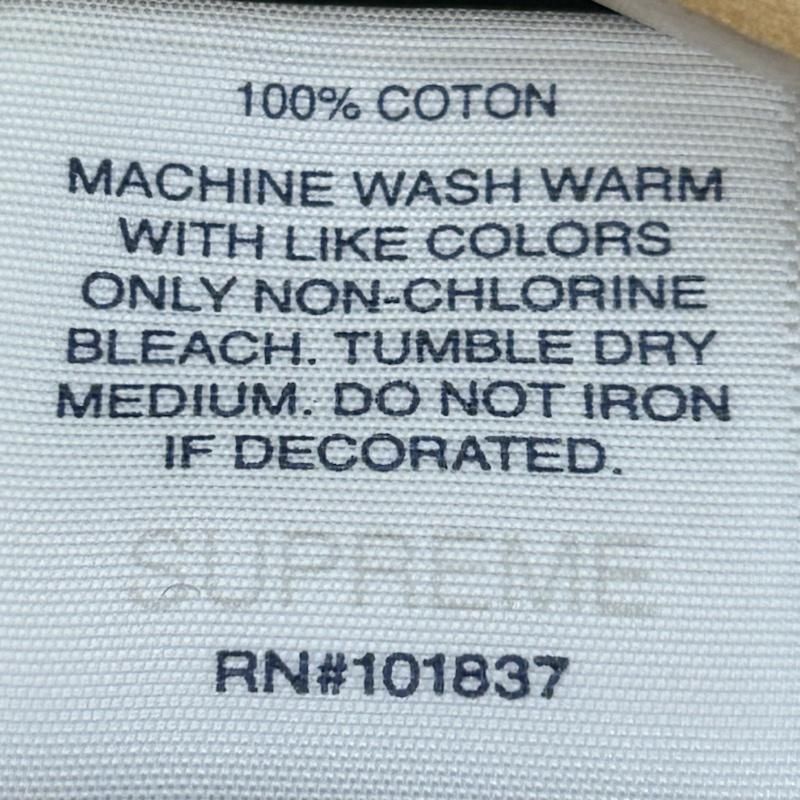 100% COTON
MACHINE WASH WARM
WITH LIKE COLORS
ONLY NON-CHLORINE
BLEACH. TUMBLE DRY
MEDIUM. DO NOT IRON
IF DECORATED.
SUPREME
RN#101837